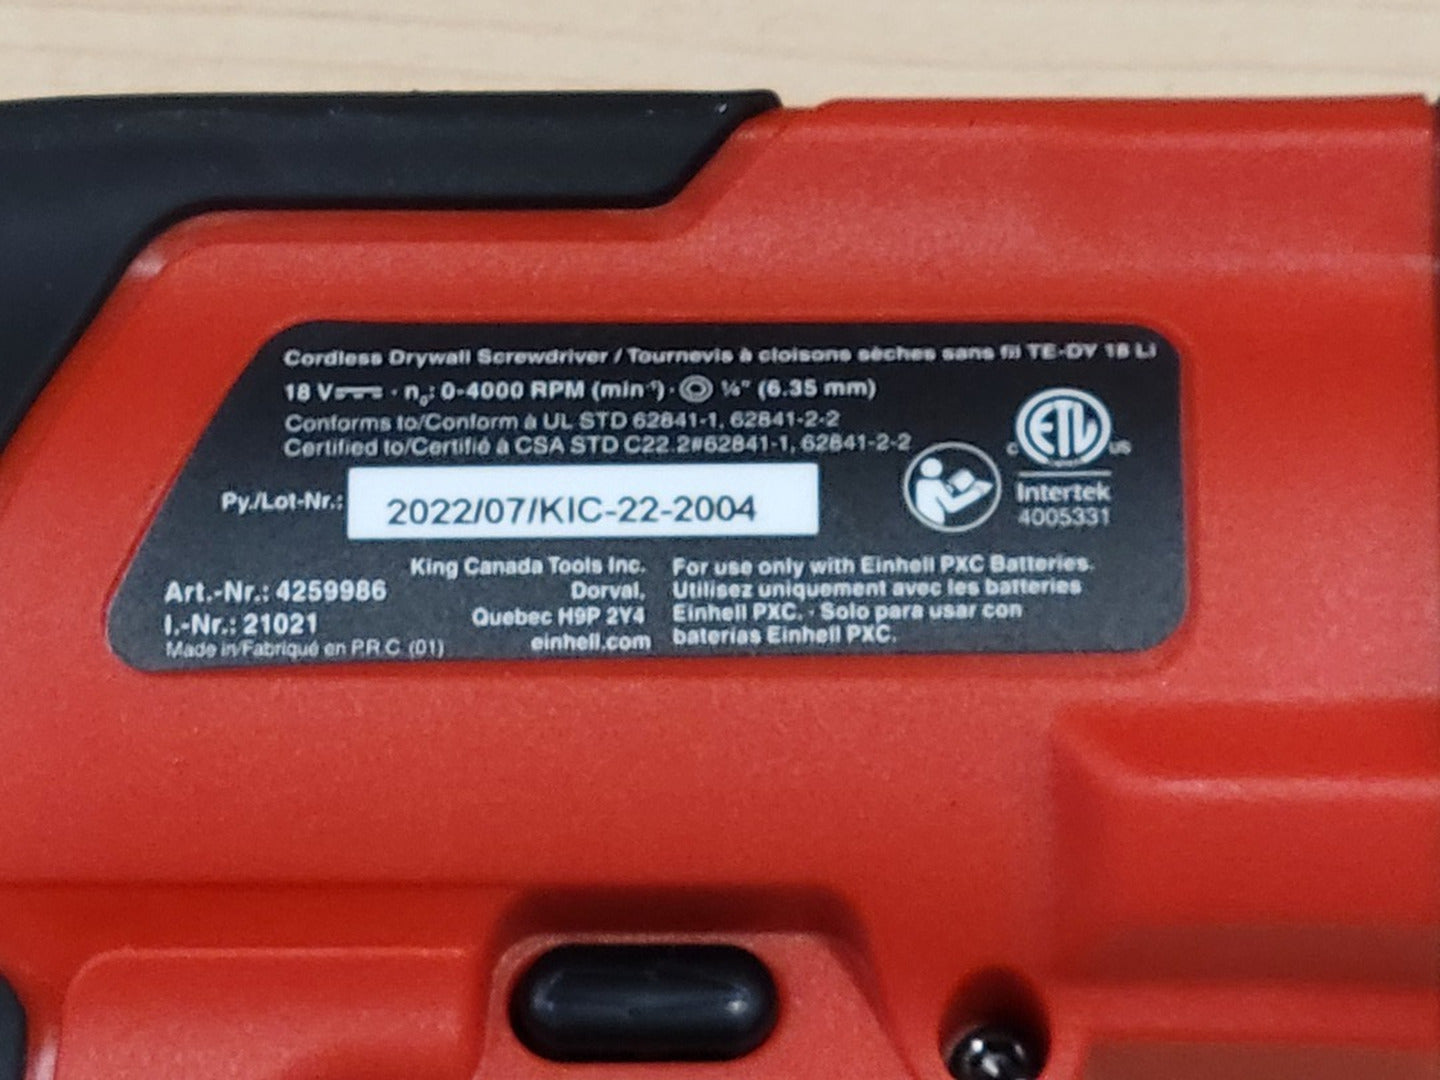 Cordless Drywall Screwdriver / Tournevis à cloisons sèches sans fil TE-DY 18 Li
18 V⎓ · n₀: 0-4000 RPM (min⁻¹) · ¼" (6.35 mm)
Conforms to/Conform à UL STD 62841-1, 62841-2-2
Certified to/Certifié à CSA STD C22.2#62841-1, 62841-2-2
ETL
C US
Intertek
4005331
Py./Lot-Nr.: 2022/07/KIC-22-2004
Art.-Nr.: 4259986
I.-Nr.: 21021
Made in/Fabriqué en P.R.C. (01)
King Canada Tools Inc.
Dorval,
Quebec H9P 2Y4
einhell.com
For use only with Einhell PXC Batteries.
Utilisez uniquement avec les batteries
Einhell PXC. · Solo para usar con
baterías Einhell PXC.